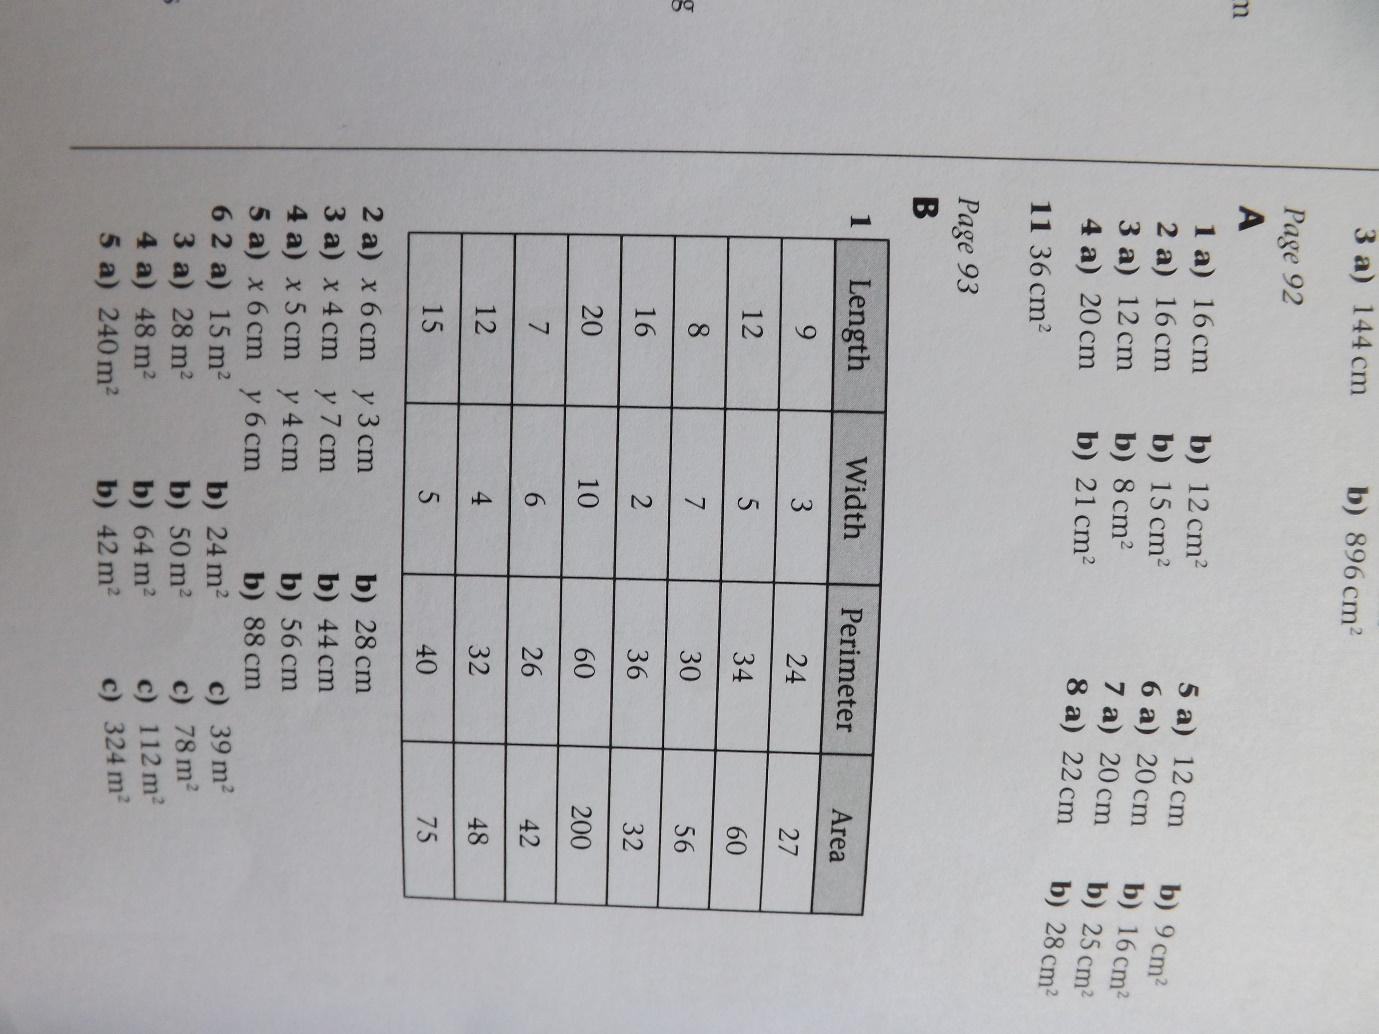 3 a) 144 cm b) 896 cm²
Page 92
A
1 a) 16 cm b) 12 cm² 5 a) 12 cm b) 9 cm²
2 a) 16 cm b) 15 cm² 6 a) 20 cm b) 16 cm²
3 a) 12 cm b) 8 cm² 7 a) 20 cm b) 25 cm²
4 a) 20 cm b) 21 cm² 8 a) 22 cm b) 28 cm²
11 36 cm²
Page 93
B
1 Length Width Perimeter Area
9 3 24 27
12 5 34 60
8 7 30 56
16 2 36 32
20 10 60 200
7 6 26 42
12 4 32 48
15 5 40 75
2 a) x 6 cm y 3 cm b) 28 cm
3 a) x 4 cm y 7 cm b) 44 cm
4 a) x 5 cm y 4 cm b) 56 cm
5 a) x 6 cm y 6 cm b) 88 cm
6 2 a) 15 m² b) 24 m² c) 39 m²
3 a) 28 m² b) 50 m² c) 78 m²
4 a) 48 m² b) 64 m² c) 112 m²
5 a) 240 m² b) 42 m² c) 324 m²